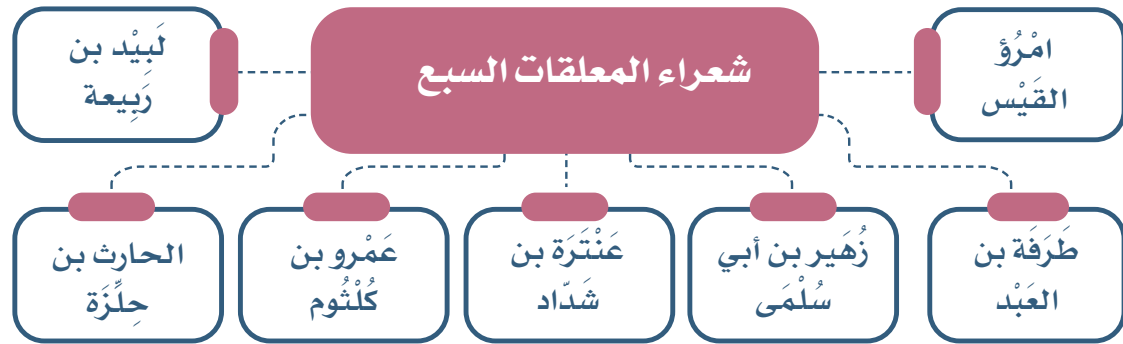 شعراء المعلقات السبع
امْرُؤ
القَيْس
طَرَفَة بن
العَبْد
زُهَير بن أبي
سُلْمَى
عَنْتَرَة بن
شَدّاد
عَمْرو بن
كُلْثُوم
الحارث بن
حِلِّزَة
لَبِيْد بن
رَبِيعة